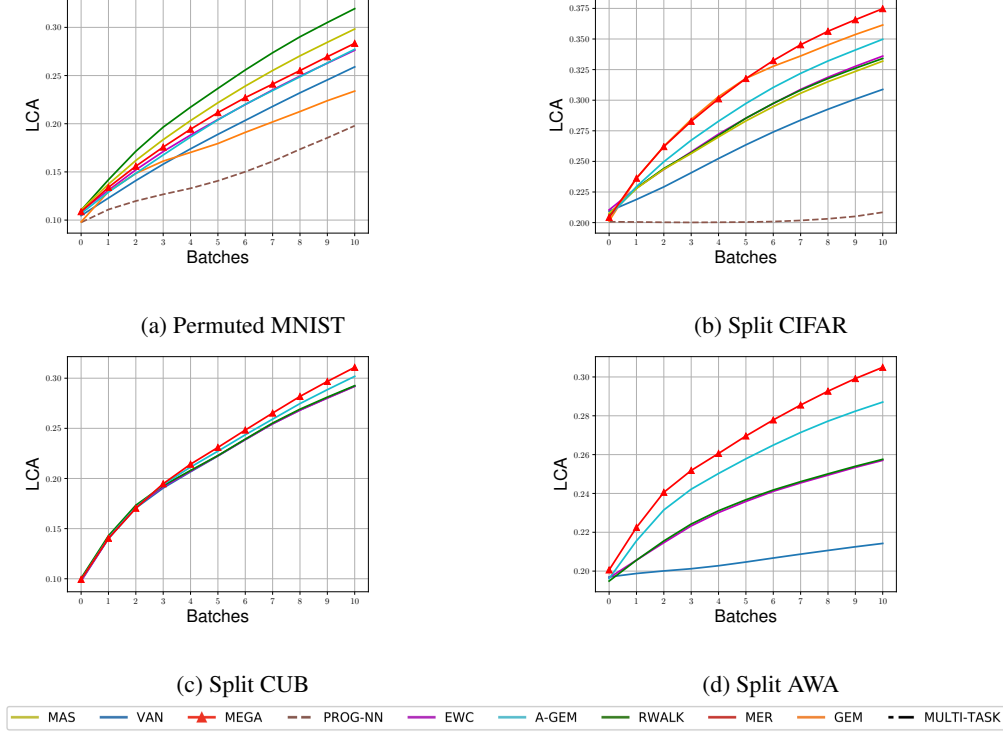 0.30
0.25
0.20
0.15
0.10
LCA
0 1 2 3 4 5 6 7 8 9 10
Batches
(a) Permuted MNIST
0.375
0.350
0.325
0.300
0.275
0.250
0.225
0.200
LCA
0 1 2 3 4 5 6 7 8 9 10
Batches
(b) Split CIFAR
0.30
0.25
0.20
0.15
0.10
LCA
0 1 2 3 4 5 6 7 8 9 10
Batches
(c) Split CUB
0.30
0.28
0.26
0.24
0.22
0.20
LCA
0 1 2 3 4 5 6 7 8 9 10
Batches
(d) Split AWA
MAS VAN MEGA PROG-NN EWC A-GEM RWALK MER GEM MULTI-TASK